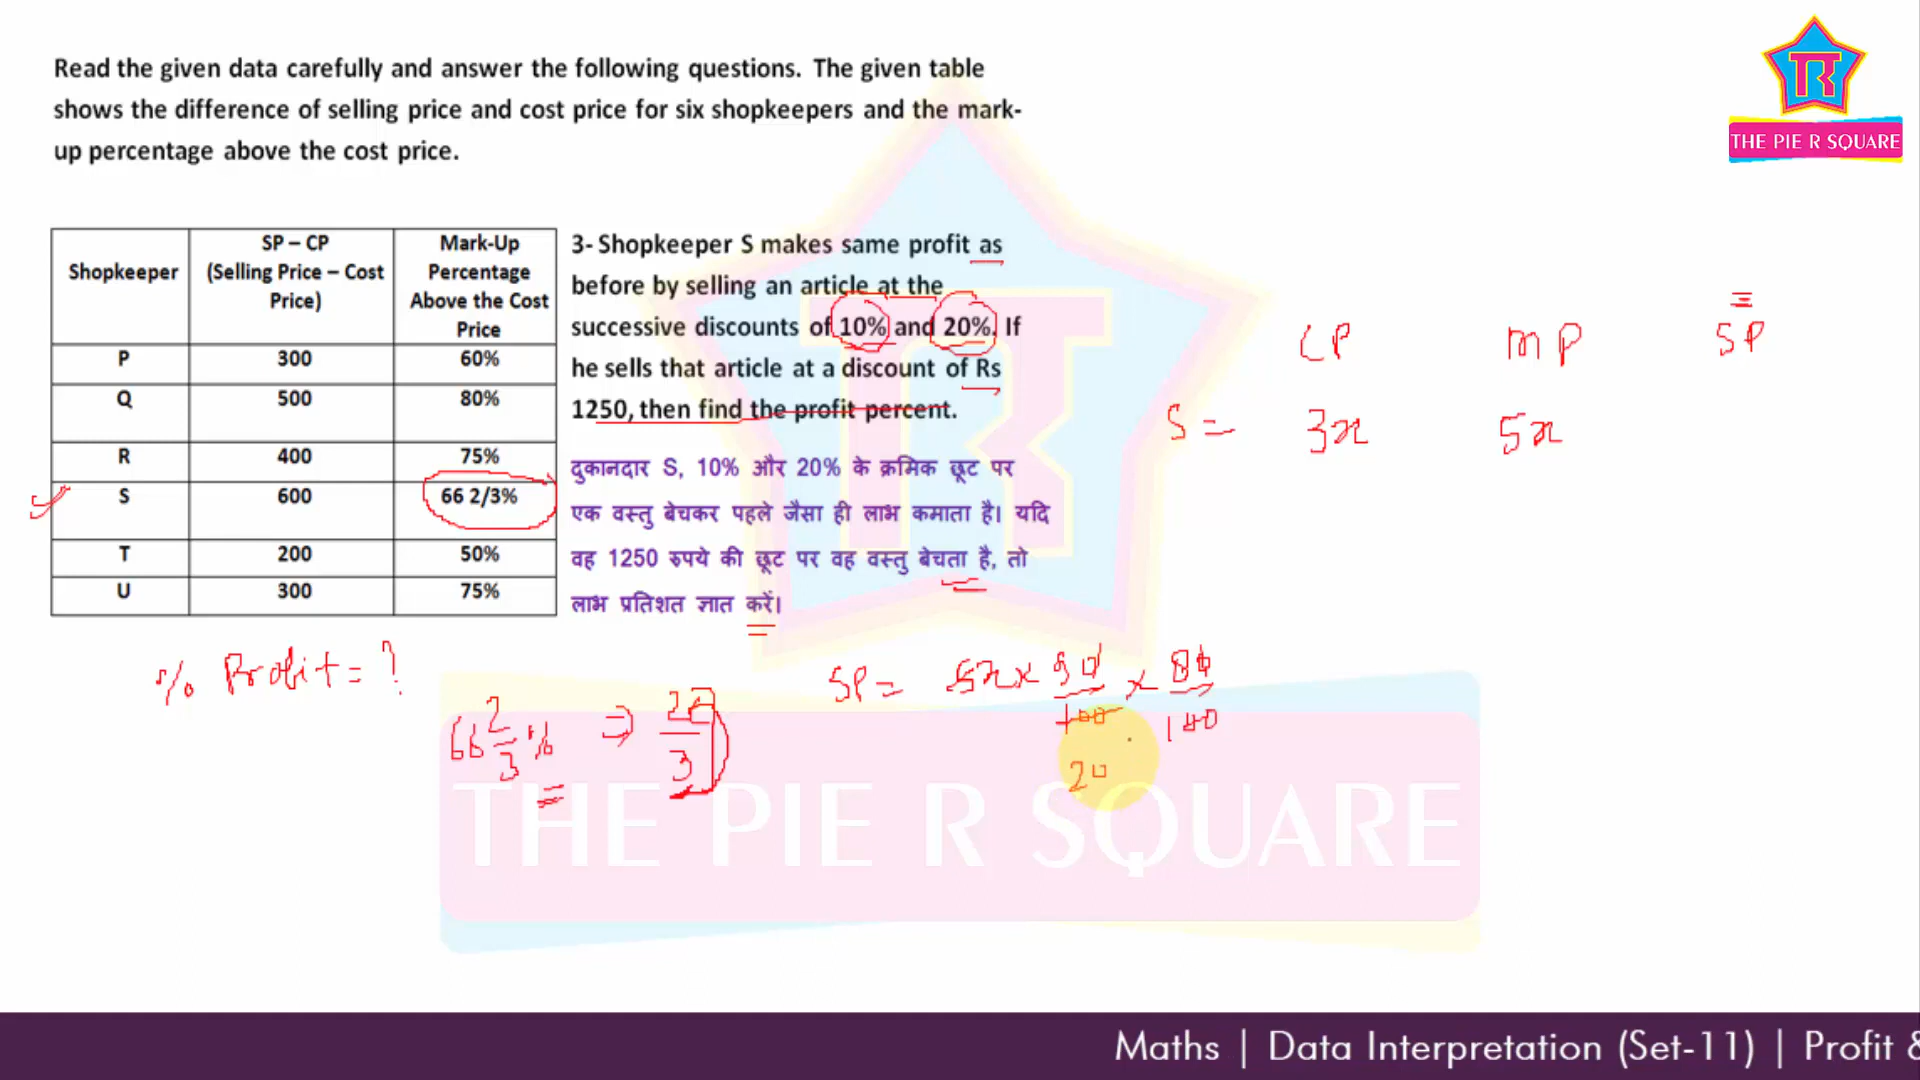 Read the given data carefully and answer the following questions. The given table
shows the difference of selling price and cost price for six shopkeepers and the mark-
up percentage above the cost price.
THE PIE R SQUARE
Shopkeeper
SP – CP
(Selling Price – Cost
Price)
Mark-Up
Percentage
Above the Cost
Price
P 300 60%
Q 500 80%
R 400 75%
S 600 66 2/3%
T 200 50%
U 300 75%
3- Shopkeeper S makes same profit as
before by selling an article at the
successive discounts of 10% and 20%. If
he sells that article at a discount of Rs
1250, then find the profit percent.
दुकानदार S, 10% और 20% के क्रमिक छूट पर
एक वस्तु बेचकर पहले जैसा ही लाभ कमाता है। यदि
वह 1250 रुपये की छूट पर वह वस्तु बेचता है, तो
लाभ प्रतिशत ज्ञात करें।
CP MP SP
S = 3x 5x
% Profit = ?
66 2/3 % ⇒ 2/3
SP = 5x × 90/100 × 80/100
20
THE PIE R SQUARE
Maths | Data Interpretation (Set-11) | Profit &